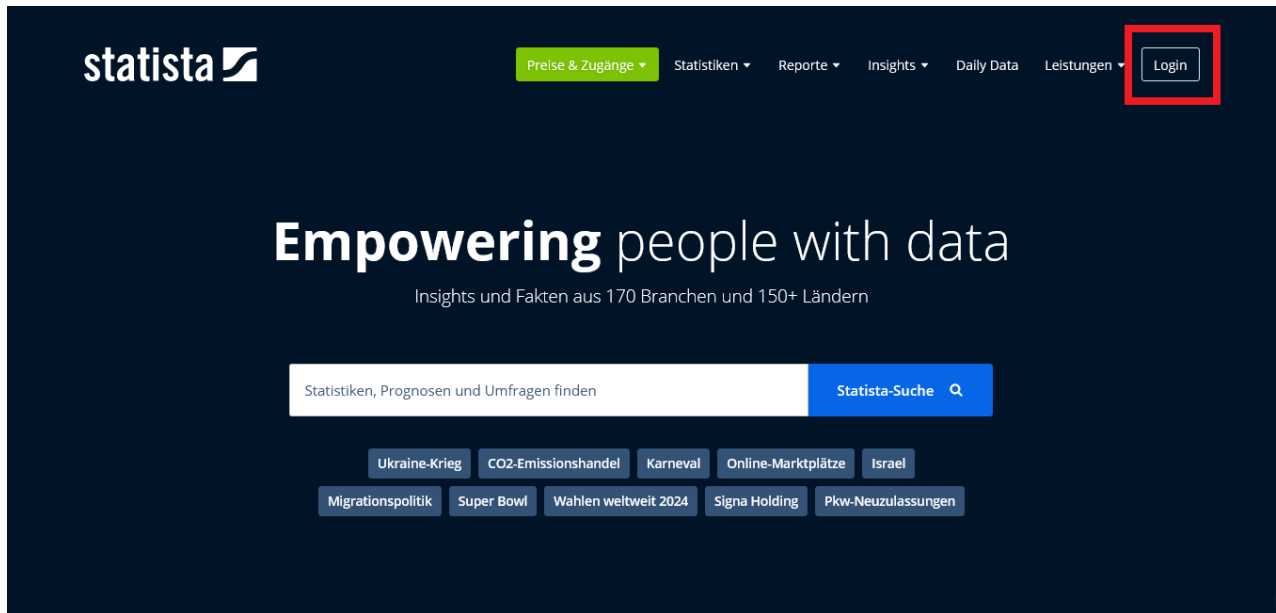 statista
Preise & Zugänge Statistiken Reporte Insights Daily Data Leistungen Login
Empowering people with data
Insights und Fakten aus 170 Branchen und 150+ Ländern
Statistiken, Prognosen und Umfragen finden Statista-Suche
Ukraine-Krieg CO2-Emissionshandel Karneval Online-Marktplätze Israel
Migrationspolitik Super Bowl Wahlen weltweit 2024 Signa Holding Pkw-Neuzulassungen